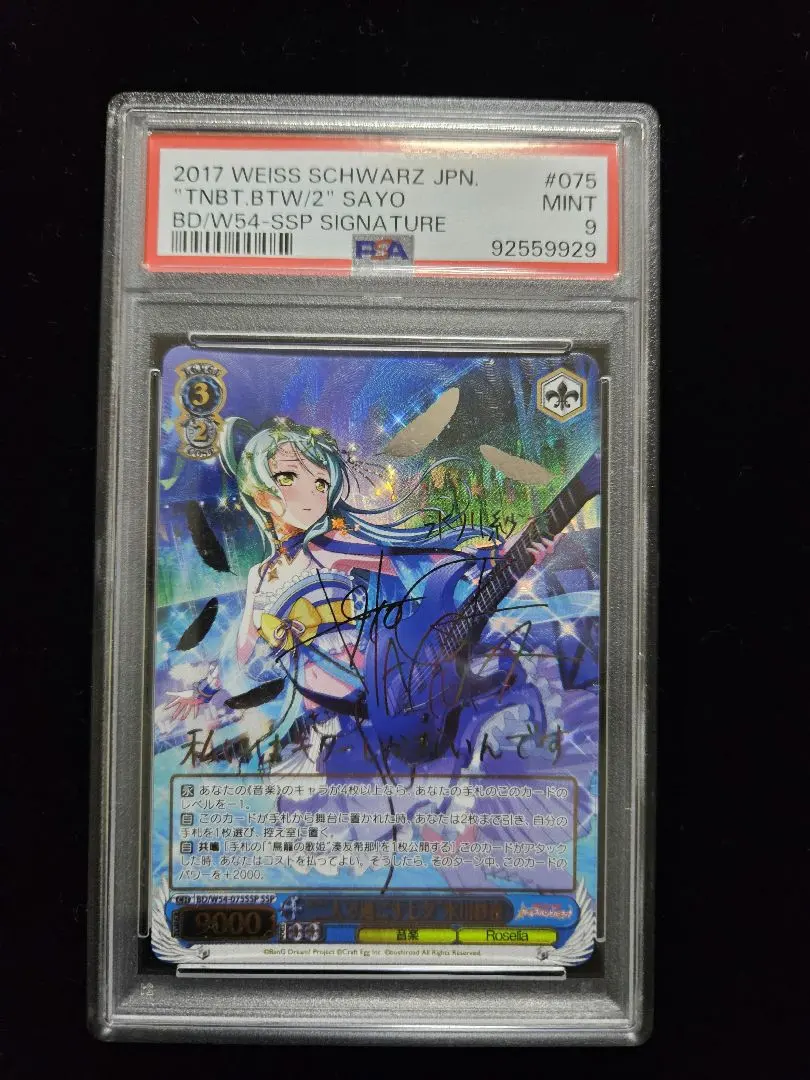 2017 WEISS SCHWARZ JPN.
#075
"TNBT.BTW/2" SAYO
MINT
BD/W54-SSP SIGNATURE
9
PSA
92559929
3
2
氷川紗
私にはギターしかないんです
永 あなたの《音楽》のキャラが4枚以上なら、あなたの手札のこのカードの
レベルを-1。
自 このカードが手札から舞台に置かれた時、あなたは2枚まで引き、自分の
手札を1枚選び、控え室に置く。
自 共鳴 [手札の「“鳥籠の歌姫”湊友希那」を1枚公開する] このカードがアタック
した時、あなたはコストを払ってよい。そうしたら、そのターン中、このカードの
パワーを+2000。
BD/W54-075SSP SSP
9000
音楽
Roselia
©BanG Dream! Project ©Craft Egg Inc. ©bushiroad All Rights Reserved.